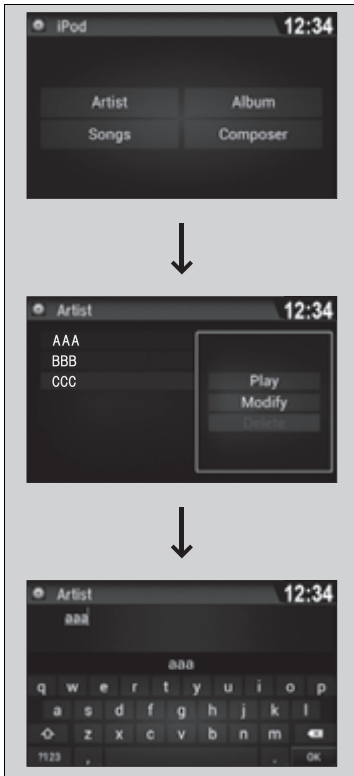 iPod 12:34
Artist Album
Songs Composer
Artist 12:34
AAA
BBB
CCC
Play
Modify
Delete
Artist 12:34
aaa
aaa
q w e r t y u i o p
a s d f g h j k l
z x c v b n m
?123 , . OK